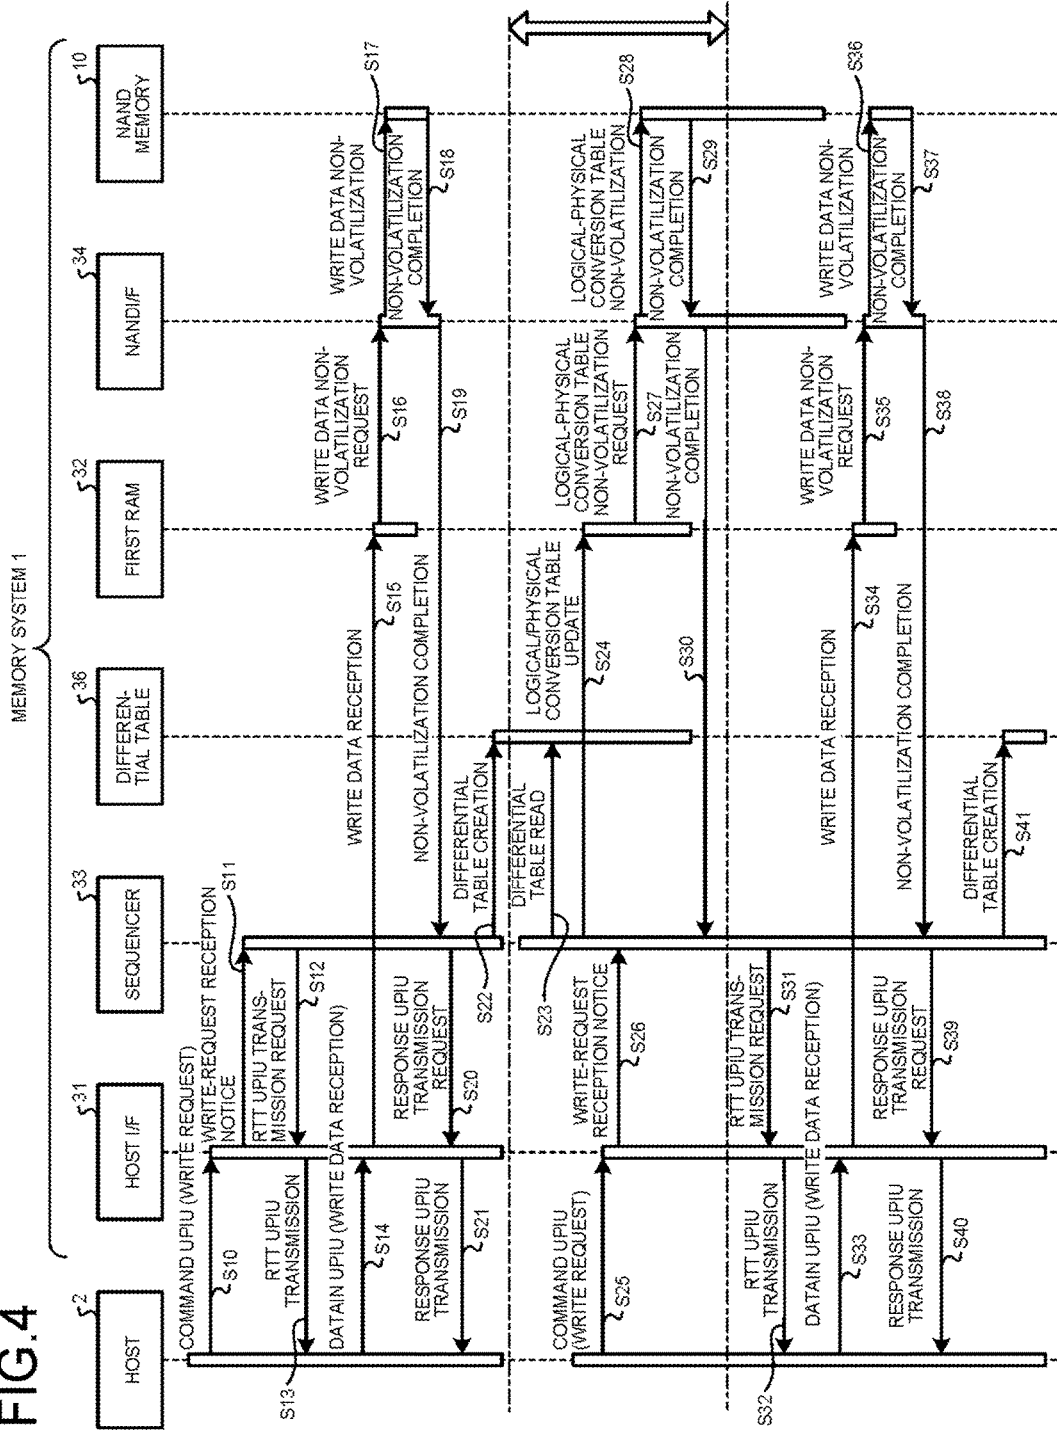 FIG.4
MEMORY SYSTEM 1
2
HOST
31
HOST I/F
33
SEQUENCER
36
DIFFEREN-
TIAL TABLE
32
FIRST RAM
34
NANDI/F
10
NAND
MEMORY
COMMAND UPIU (WRITE REQUEST)
S10
WRITE-REQUEST RECEPTION
NOTICE
S11
RTT UPIU TRANS-
MISSION REQUEST
S12
RTT UPIU
TRANSMISSION
S13
DATAIN UPIU (WRITE DATA RECEPTION)
S14
WRITE DATA RECEPTION
S15
WRITE DATA NON-
VOLATILIZATION
REQUEST
S16
WRITE DATA NON-
VOLATILIZATION
S17
NON-VOLATILIZATION
COMPLETION
S18
NON-VOLATILIZATION COMPLETION
S19
RESPONSE UPIU
TRANSMISSION
REQUEST
S20
RESPONSE UPIU
TRANSMISSION
S21
DIFFERENTIAL
TABLE CREATION
S22
DIFFERENTIAL
TABLE READ
S23
LOGICAL/PHYSICAL
CONVERSION TABLE
UPDATE
S24
COMMAND UPIU
(WRITE REQUEST)
S25
WRITE-REQUEST
RECEPTION NOTICE
S26
LOGICAL-PHYSICAL
CONVERSION TABLE
NON-VOLATILIZATION
REQUEST
S27
LOGICAL-PHYSICAL
CONVERSION TABLE
NON-VOLATILIZATION
S28
NON-VOLATILIZATION
COMPLETION
S29
NON-VOLATILIZATION
COMPLETION
S30
RTT UPIU TRANS-
MISSION REQUEST
S31
RTT UPIU
TRANSMISSION
S32
DATAIN UPIU (WRITE DATA RECEPTION)
S33
WRITE DATA RECEPTION
S34
WRITE DATA NON-
VOLATILIZATION
REQUEST
S35
WRITE DATA NON-
VOLATILIZATION
S36
NON-VOLATILIZATION
COMPLETION
S37
NON-VOLATILIZATION COMPLETION
S38
RESPONSE UPIU
TRANSMISSION
REQUEST
S39
RESPONSE UPIU
TRANSMISSION
S40
DIFFERENTIAL
TABLE CREATION
S41